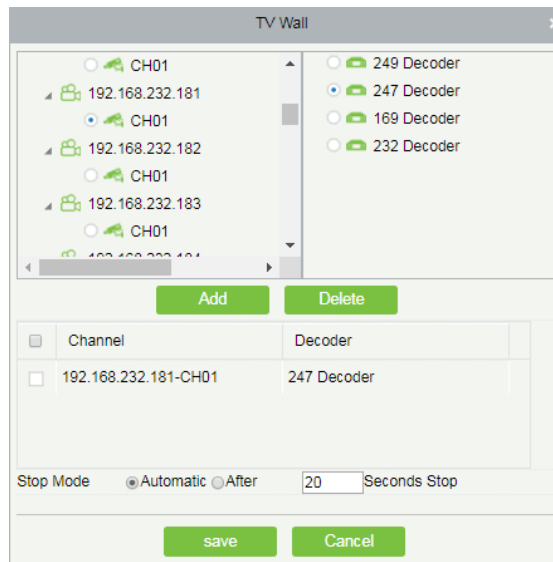 TV Wall
CH01
192.168.232.181
CH01
192.168.232.182
CH01
192.168.232.183
CH01
249 Decoder
247 Decoder
169 Decoder
232 Decoder
Add Delete
Channel Decoder
192.168.232.181-CH01 247 Decoder
Stop Mode Automatic After 20 Seconds Stop
save Cancel